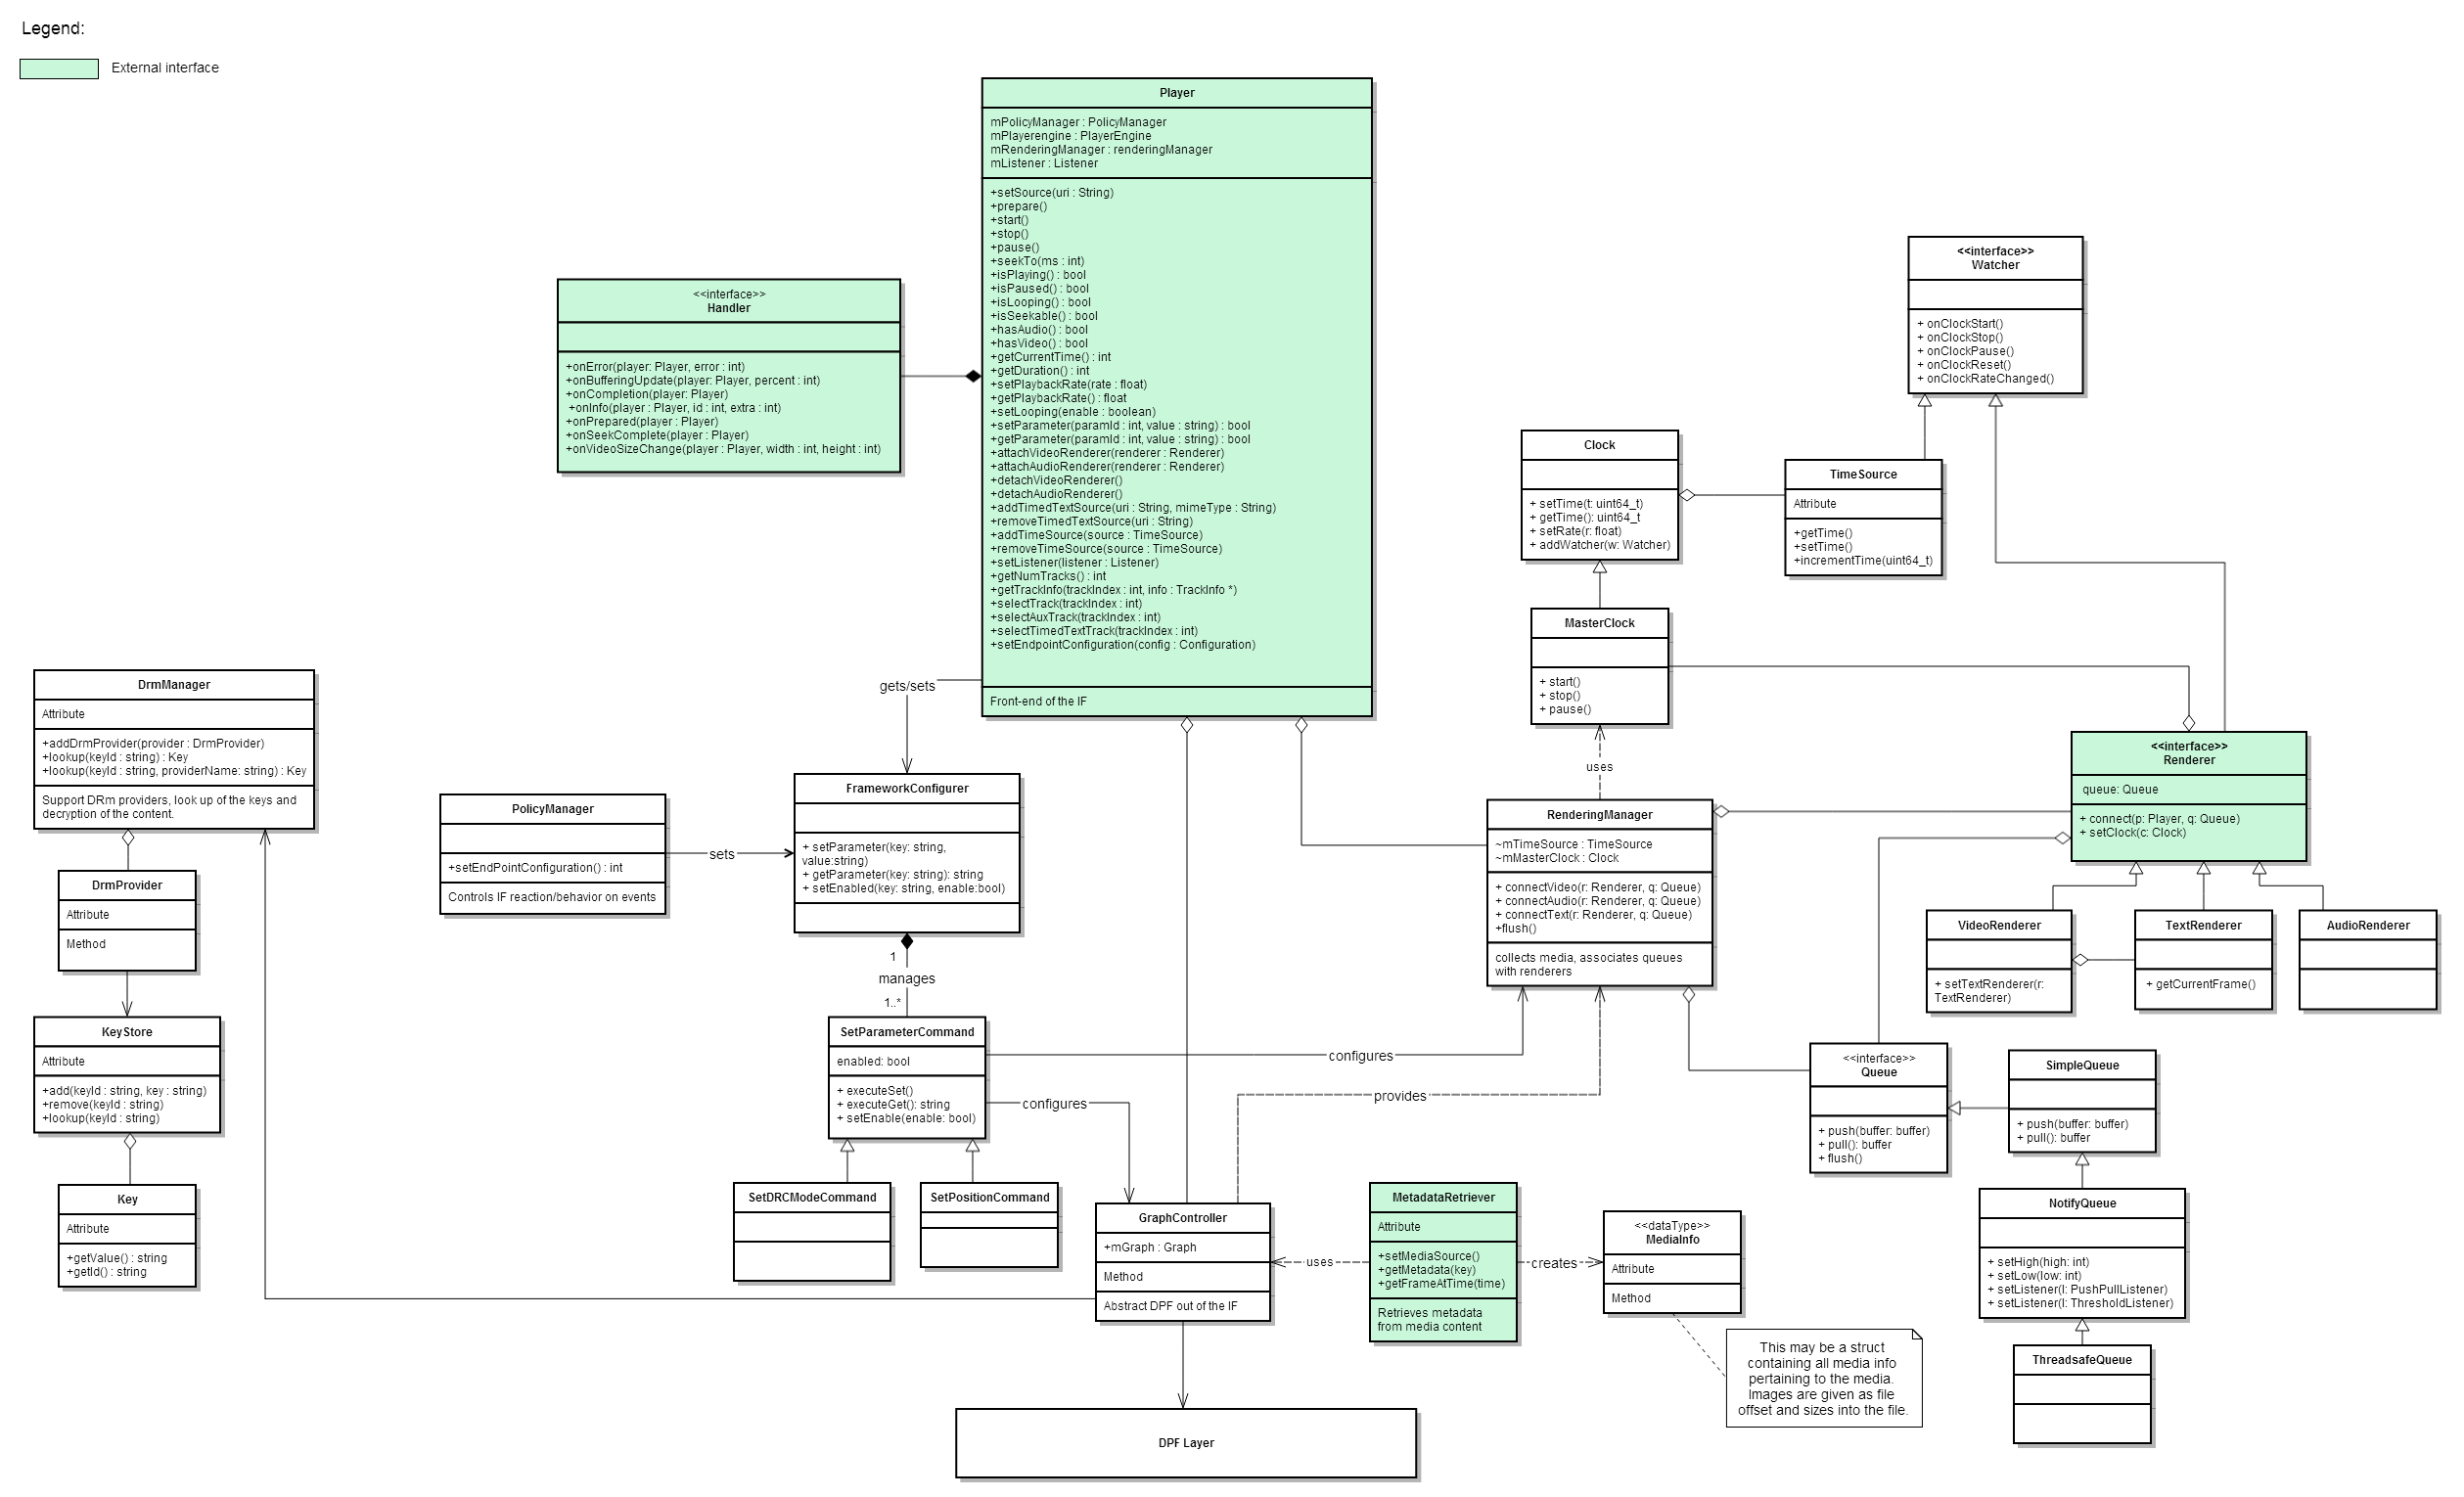 Legend:
External interface
Player
mPolicyManager : PolicyManager
mPlayerengine : PlayerEngine
mRenderingManager : renderingManager
mListener : Listener
+setSource(uri : String)
+prepare()
+start()
+stop()
+pause()
+seekTo(ms : int)
+isPlaying() : bool
+isPaused() : bool
+isLooping() : bool
+isSeekable() : bool
+hasAudio() : bool
+hasVideo() : bool
+getCurrentTime() : int
+getDuration() : int
+setPlaybackRate(rate : float)
+getPlaybackRate() : float
+setLooping(enable : boolean)
+setParameter(paramId : int, value : string) : bool
+getParameter(paramId : int, value : string) : bool
+attachVideoRenderer(renderer : Renderer)
+attachAudioRenderer(renderer : Renderer)
+detachVideoRenderer()
+detachAudioRenderer()
+addTimedTextSource(uri : String, mimeType : String)
+removeTimedTextSource(uri : String)
+addTimeSource(source : TimeSource)
+removeTimeSource(source : TimeSource)
+setListener(listener : Listener)
+getNumTracks() : int
+getTrackInfo(trackIndex : int, info : TrackInfo *)
+selectTrack(trackIndex : int)
+selectAuxTrack(trackIndex : int)
+selectTimedTextTrack(trackIndex : int)
+setEndpointConfiguration(config : Configuration)
Front-end of the IF
<<interface>>
Handler
+onError(player: Player, error : int)
+onBufferingUpdate(player: Player, percent : int)
+onCompletion(player: Player)
+onInfo(player : Player, id : int, extra : int)
+onPrepared(player : Player)
+onSeekComplete(player : Player)
+onVideoSizeChange(player : Player, width : int, height : int)
<<interface>>
Watcher
+ onClockStart()
+ onClockStop()
+ onClockPause()
+ onClockReset()
+ onClockRateChanged()
Clock
+ setTime(t: uint64_t)
+ getTime(): uint64_t
+ setRate(r: float)
+ addWatcher(w: Watcher)
TimeSource
Attribute
+getTime()
+setTime()
+incrementTime(uint64_t)
MasterClock
+ start()
+ stop()
+ pause()
uses
DrmManager
Attribute
+addDrmProvider(provider : DrmProvider)
+lookup(keyId : string) : Key
+lookup(keyId : string, providerName: string) : Key
Support DRm providers, look up of the keys and
decryption of the content.
DrmProvider
Attribute
Method
KeyStore
Attribute
+add(keyId : string, key : string)
+remove(keyId : string)
+lookup(keyId : string)
Key
Attribute
+getValue() : string
+getId() : string
gets/sets
PolicyManager
+setEndPointConfiguration() : int
Controls IF reaction/behavior on events
sets
FrameworkConfigurer
+ setParameter(key: string,
value:string)
+ getParameter(key: string): string
+ setEnabled(key: string, enable:bool)
1
manages
1..*
SetParameterCommand
enabled: bool
+ executeSet()
+ executeGet(): string
+ setEnable(enable: bool)
configures
configures
provides
SetDRCModeCommand
SetPositionCommand
RenderingManager
~mTimeSource : TimeSource
~mMasterClock : Clock
+ connectVideo(r: Renderer, q: Queue)
+ connectAudio(r: Renderer, q: Queue)
+ connectText(r: Renderer, q: Queue)
+flush()
collects media, associates queues
with renderers
<<interface>>
Renderer
queue: Queue
+ connect(p: Player, q: Queue)
+ setClock(c: Clock)
VideoRenderer
+ setTextRenderer(r:
TextRenderer)
TextRenderer
+ getCurrentFrame()
AudioRenderer
<<interface>>
Queue
+ push(buffer: buffer)
+ pull(): buffer
+ flush()
SimpleQueue
+ push(buffer: buffer)
+ pull(): buffer
NotifyQueue
+ setHigh(high: int)
+ setLow(low: int)
+ setListener(l: PushPullListener)
+ setListener(l: ThresholdListener)
ThreadsafeQueue
GraphController
+mGraph : Graph
Method
Abstract DPF out of the IF
uses
MetadataRetriever
Attribute
+setMediaSource()
+getMetadata(key)
+getFrameAtTime(time)
Retrieves metadata
from media content
creates
<<dataType>>
MediaInfo
Attribute
Method
This may be a struct
containing all media info
pertaining to the media.
Images are given as file
offset and sizes into the file.
DPF Layer